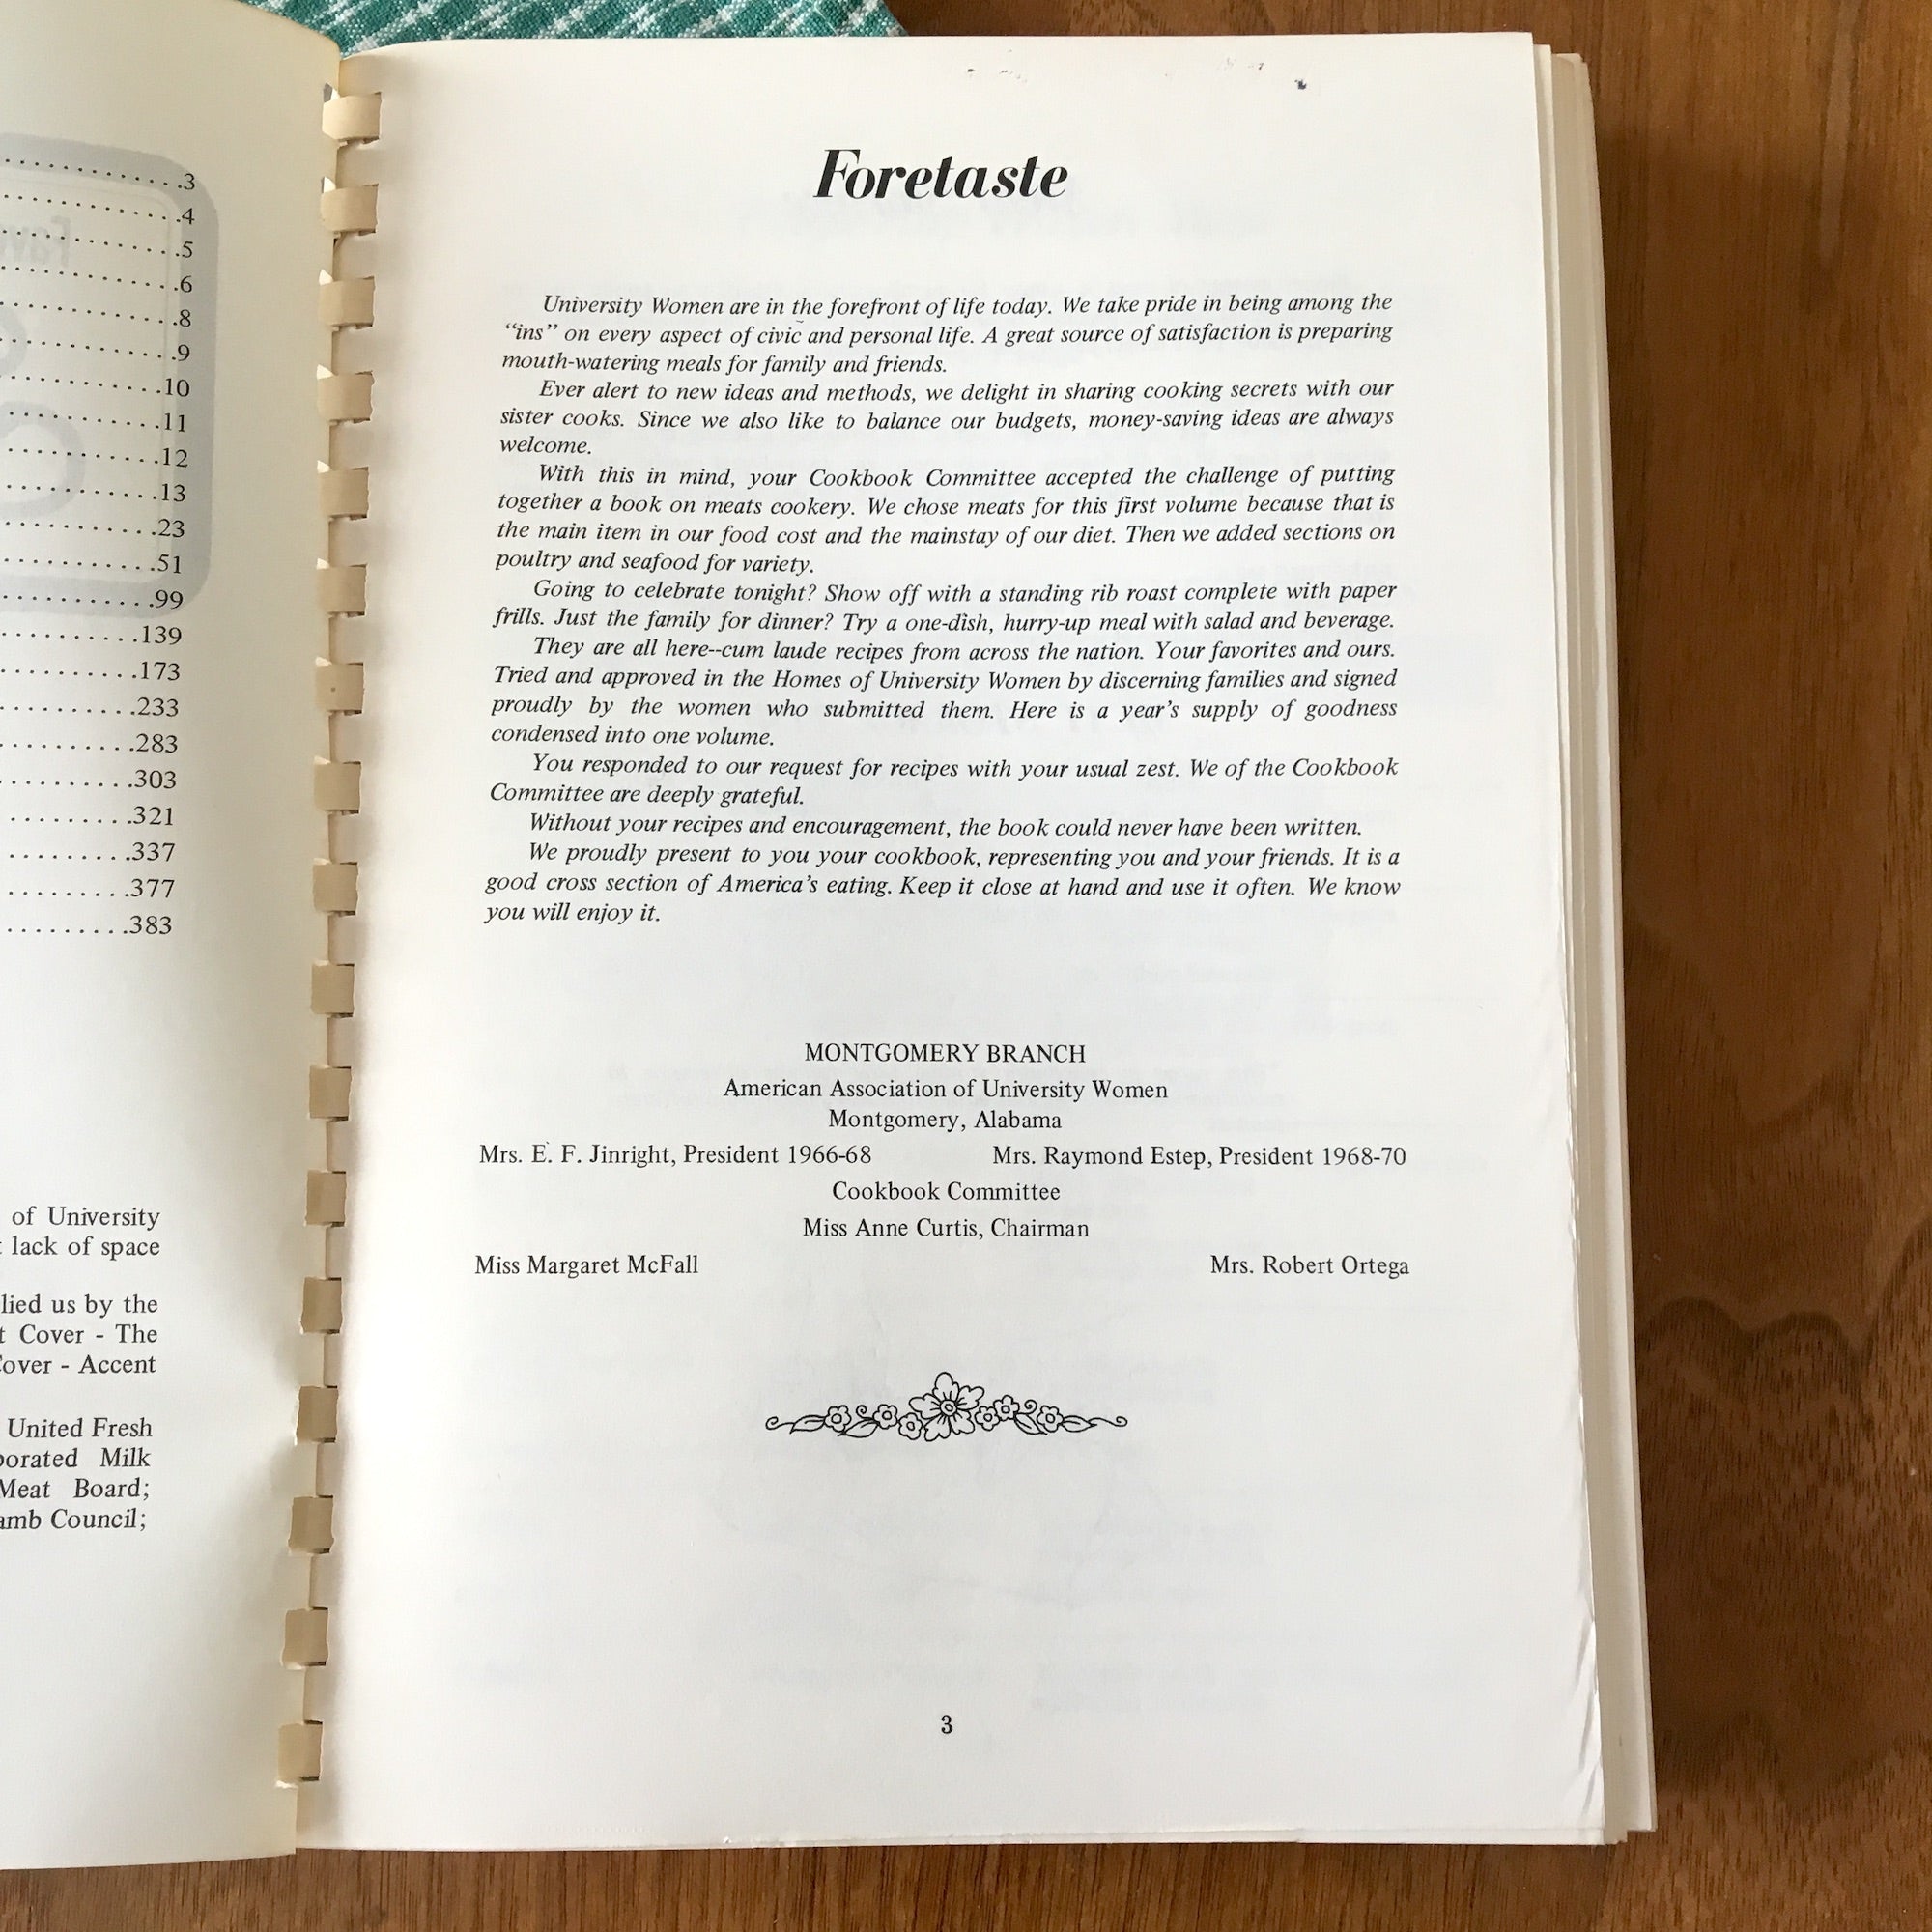 ..........3
..........4
..........5
..........6
..........8
..........9
..........10
..........11
..........12
..........13
..........23
..........51
..........99
..........139
..........173
..........233
..........283
..........303
..........321
..........337
..........377
..........383
of University
lack of space
by the
Cover - The
- Accent
United Fresh
Milk
Meat Board;
Council;
Foretaste
University Women are in the forefront of life today. We take pride in being among the
“ins” on every aspect of civic and personal life. A great source of satisfaction is preparing
mouth-watering meals for family and friends.
Ever alert to new ideas and methods, we delight in sharing cooking secrets with our
sister cooks. Since we also like to balance our budgets, money-saving ideas are always
welcome.
With this in mind, your Cookbook Committee accepted the challenge of putting
together a book on meats cookery. We chose meats for this first volume because that is
the main item in our food cost and the mainstay of our diet. Then we added sections on
poultry and seafood for variety.
Going to celebrate tonight? Show off with a standing rib roast complete with paper
frills. Just the family for dinner? Try a one-dish, hurry-up meal with salad and beverage.
They are all here--cum laude recipes from across the nation. Your favorites and ours.
Tried and approved in the Homes of University Women by discerning families and signed
proudly by the women who submitted them. Here is a year’s supply of goodness
condensed into one volume.
You responded to our request for recipes with your usual zest. We of the Cookbook
Committee are deeply grateful.
Without your recipes and encouragement, the book could never have been written.
We proudly present to you your cookbook, representing you and your friends. It is a
good cross section of America’s eating. Keep it close at hand and use it often. We know
you will enjoy it.
MONTGOMERY BRANCH
American Association of University Women
Montgomery, Alabama
Mrs. E. F. Jinright, President 1966-68 Mrs. Raymond Estep, President 1968-70
Cookbook Committee
Miss Anne Curtis, Chairman
Miss Margaret McFall Mrs. Robert Ortega
3